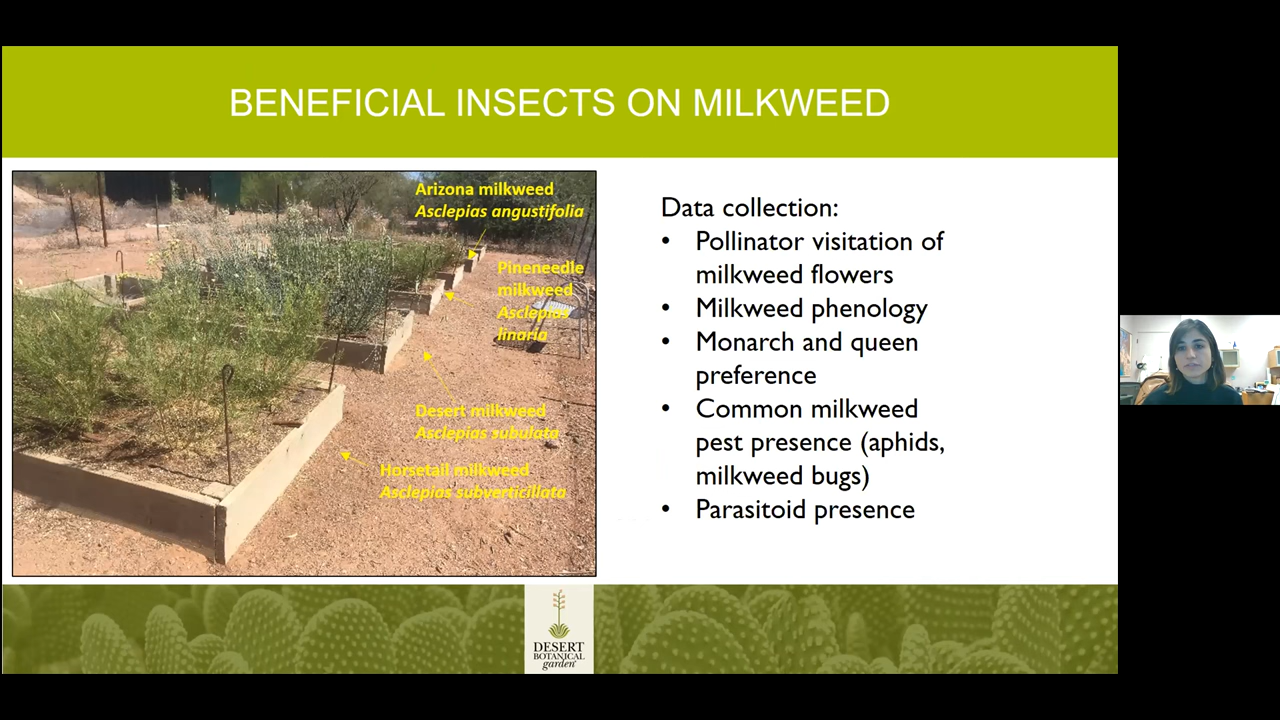 BENEFICIAL INSECTS ON MILKWEED
Arizona milkweed
Asclepias angustifolia
Pineneedle
milkweed
Asclepias
linaria
Desert milkweed
Asclepias subulata
Horsetail milkweed
Asclepias subverticillata
Data collection:
• Pollinator visitation of
milkweed flowers
• Milkweed phenology
• Monarch and queen
preference
• Common milkweed
pest presence (aphids,
milkweed bugs)
• Parasitoid presence
DESERT
BOTANICAL
garden